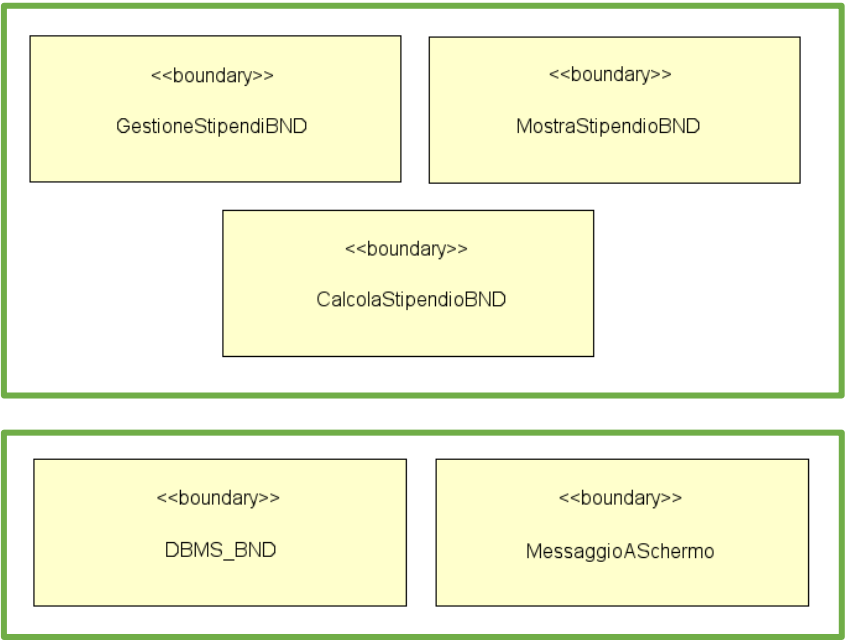 <<boundary>>
GestioneStipendiBND
<<boundary>>
MostraStipendioBND
<<boundary>>
CalcolaStipendioBND
<<boundary>>
DBMS_BND
<<boundary>>
MessaggioASchermo